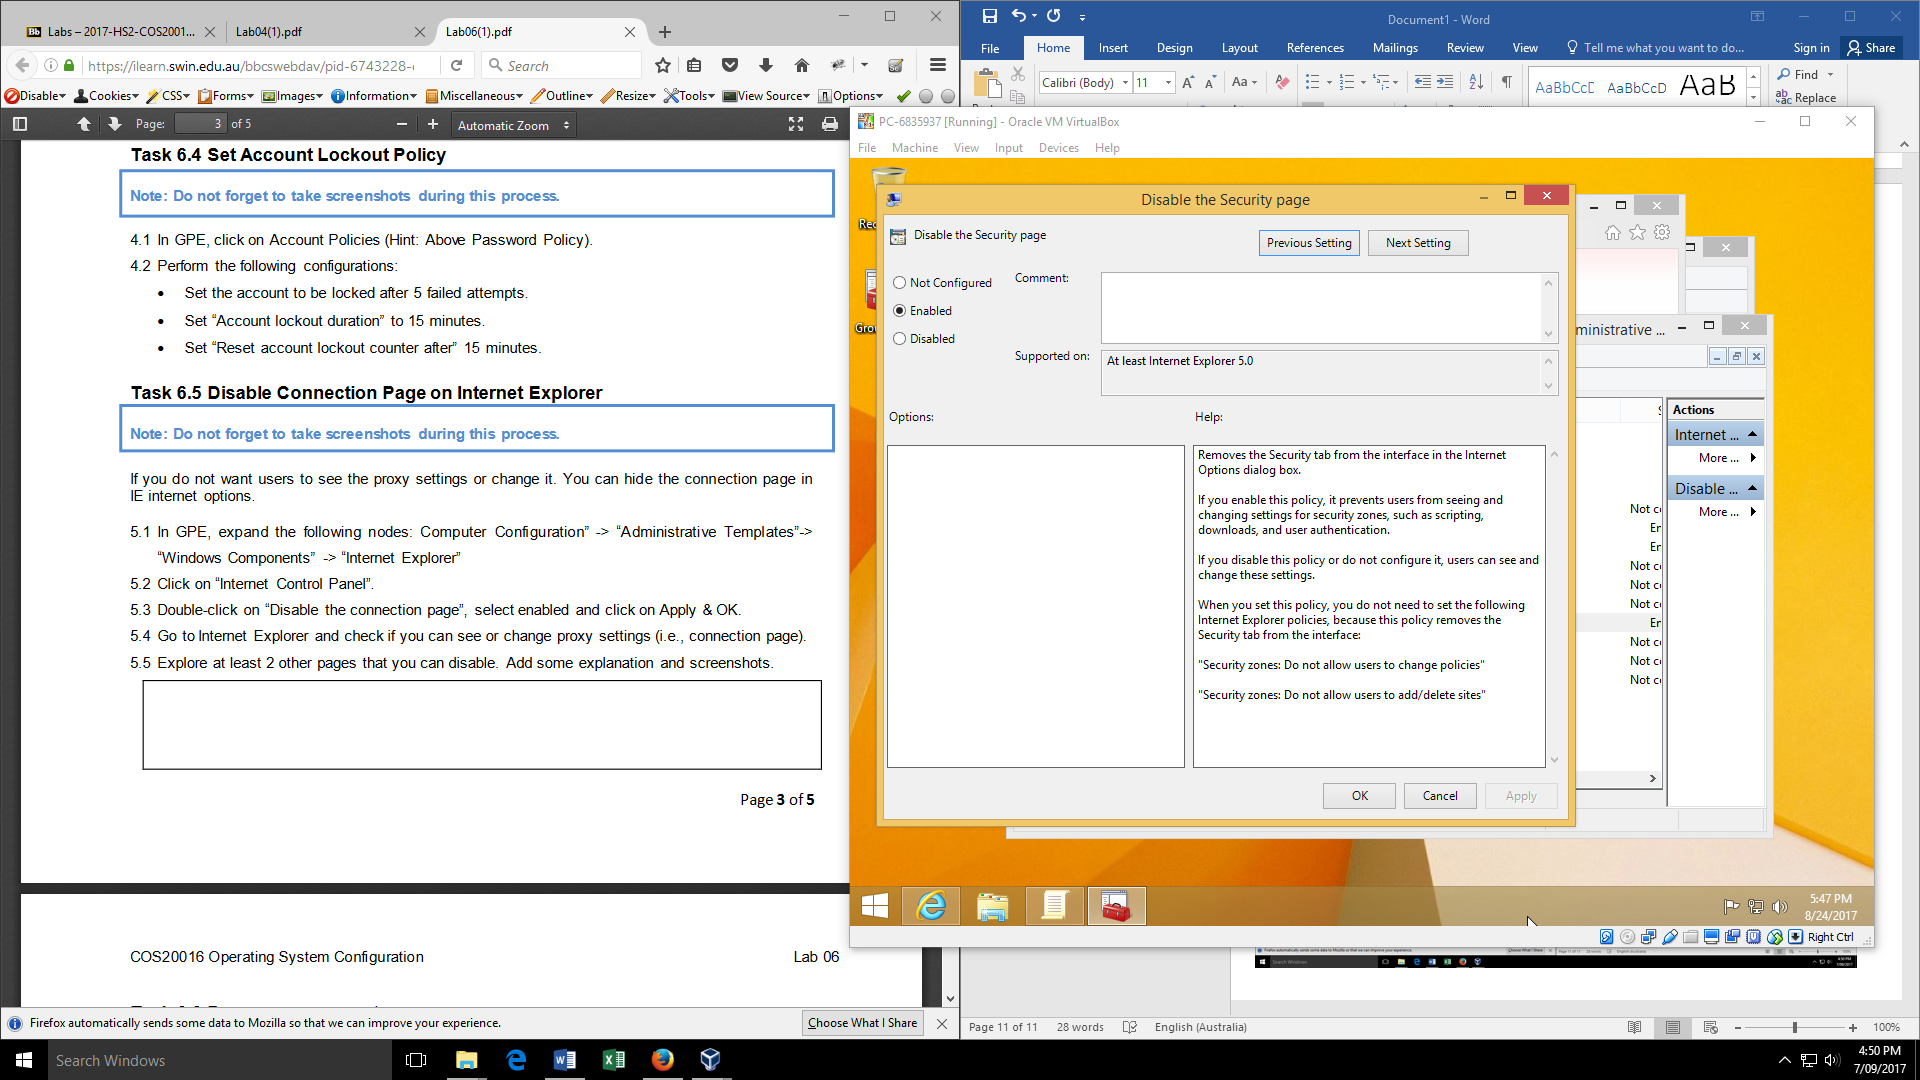 Labs – 2017-HS2-COS2001...
Lab04(1).pdf
Lab06(1).pdf
https://ilearn.swin.edu.au/bbcswebdav/pid-6743228-
Search
Disable
Cookies
CSS
Forms
Images
Information
Miscellaneous
Outline
Resize
Tools
View Source
Options
Page:
3
of 5
Automatic Zoom
Task 6.4 Set Account Lockout Policy
Note: Do not forget to take screenshots during this process.
4.1 In GPE, click on Account Policies (Hint: Above Password Policy).
4.2 Perform the following configurations:
• Set the account to be locked after 5 failed attempts.
• Set “Account lockout duration” to 15 minutes.
• Set “Reset account lockout counter after” 15 minutes.
Task 6.5 Disable Connection Page on Internet Explorer
Note: Do not forget to take screenshots during this process.
If you do not want users to see the proxy settings or change it. You can hide the connection page in
IE internet options.
5.1 In GPE, expand the following nodes: Computer Configuration” -> “Administrative Templates”->
“Windows Components” -> “Internet Explorer”
5.2 Click on “Internet Control Panel”.
5.3 Double-click on “Disable the connection page”, select enabled and click on Apply & OK.
5.4 Go to Internet Explorer and check if you can see or change proxy settings (i.e., connection page).
5.5 Explore at least 2 other pages that you can disable. Add some explanation and screenshots.
Page 3 of 5
COS20016 Operating System Configuration
Lab 06
Firefox automatically sends some data to Mozilla so that we can improve your experience.
Choose What I Share
Document1 - Word
File
Home
Insert
Design
Layout
References
Mailings
Review
View
Tell me what you want to do...
Sign in
Share
Calibri (Body)
11
Aa
AaBbCcDc
AaBbCcD
AaB
Find
Replace
PC-6835937 [Running] - Oracle VM VirtualBox
File
Machine
View
Input
Devices
Help
Rec
Gro
Disable the Security page
Disable the Security page
Previous Setting
Next Setting
Not Configured
Enabled
Disabled
Comment:
Supported on:
At least Internet Explorer 5.0
Options:
Help:
Removes the Security tab from the interface in the Internet
Options dialog box.
If you enable this policy, it prevents users from seeing and
changing settings for security zones, such as scripting,
downloads, and user authentication.
If you disable this policy or do not configure it, users can see and
change these settings.
When you set this policy, you do not need to set the following
Internet Explorer policies, because this policy removes the
Security tab from the interface:
"Security zones: Do not allow users to change policies"
"Security zones: Do not allow users to add/delete sites"
OK
Cancel
Apply
ministrative ...
Actions
Internet ...
More ...
Disable ...
More ...
Not c
Er
Er
Not c
Not c
Not c
Er
Not c
Not c
Not c
5:47 PM
8/24/2017
Right Ctrl
Page 11 of 11
28 words
English (Australia)
100%
Search Windows
4:50 PM
7/09/2017